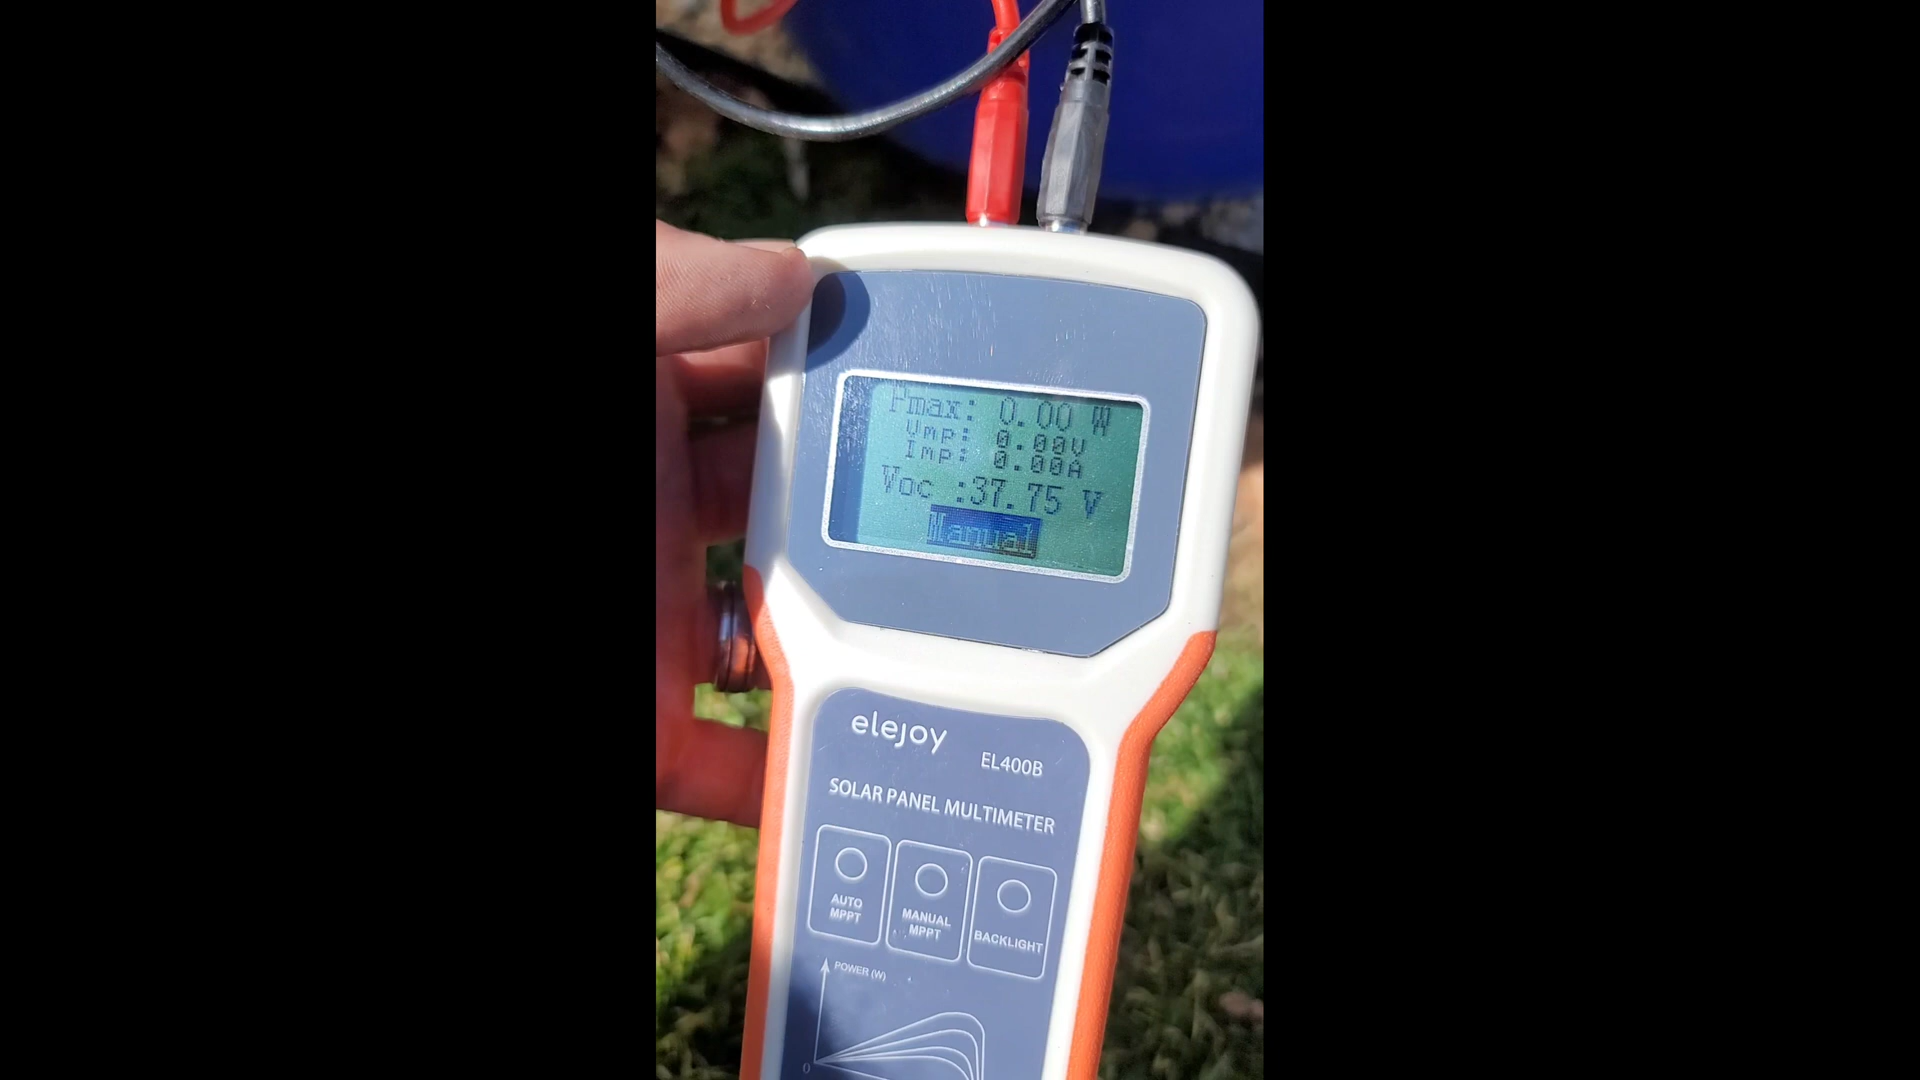 Pmax: 0.00 W
Vmp: 0.00V
Imp: 0.00A
Voc :37.75 V
Manual
elejoy
EL400B
SOLAR PANEL MULTIMETER
AUTO
MPPT
MANUAL
MPPT
BACKLIGHT
POWER (W)
0